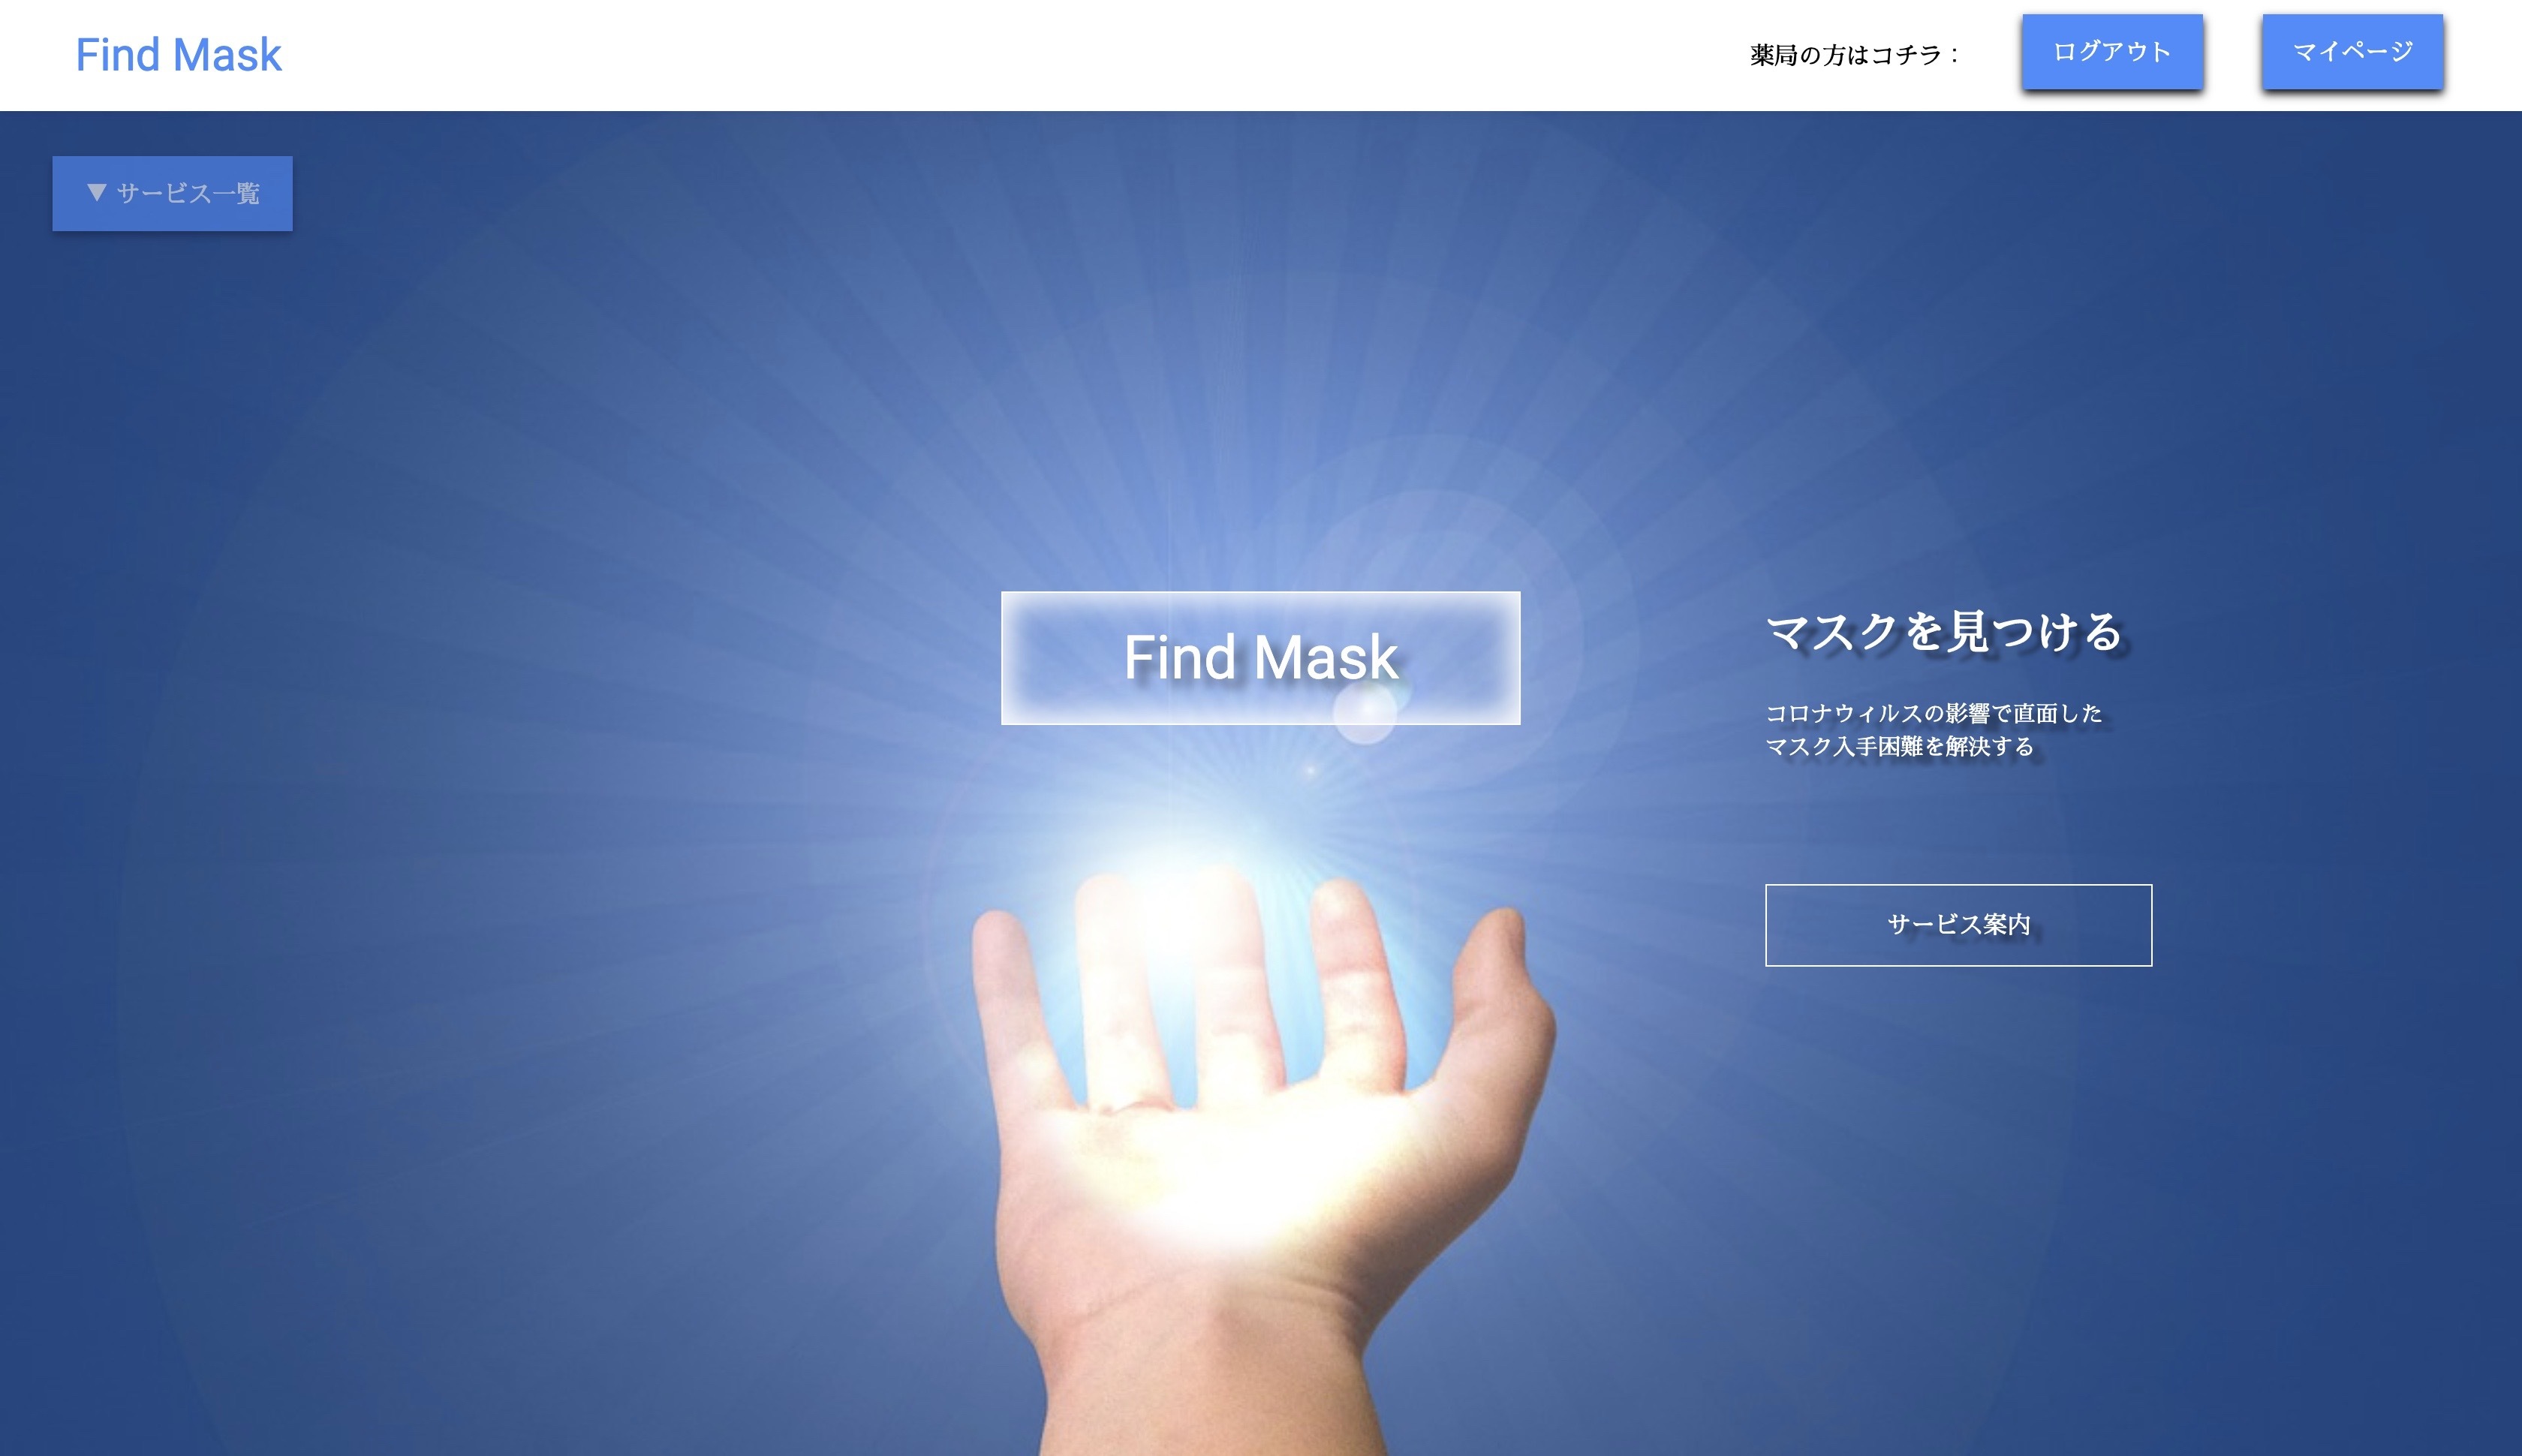 Find Mask
薬局の方はコチラ：
ログアウト
マイページ
▼ サービス一覧
Find Mask
マスクを見つける
コロナウィルスの影響で直面した
マスク入手困難を解決する
サービス案内